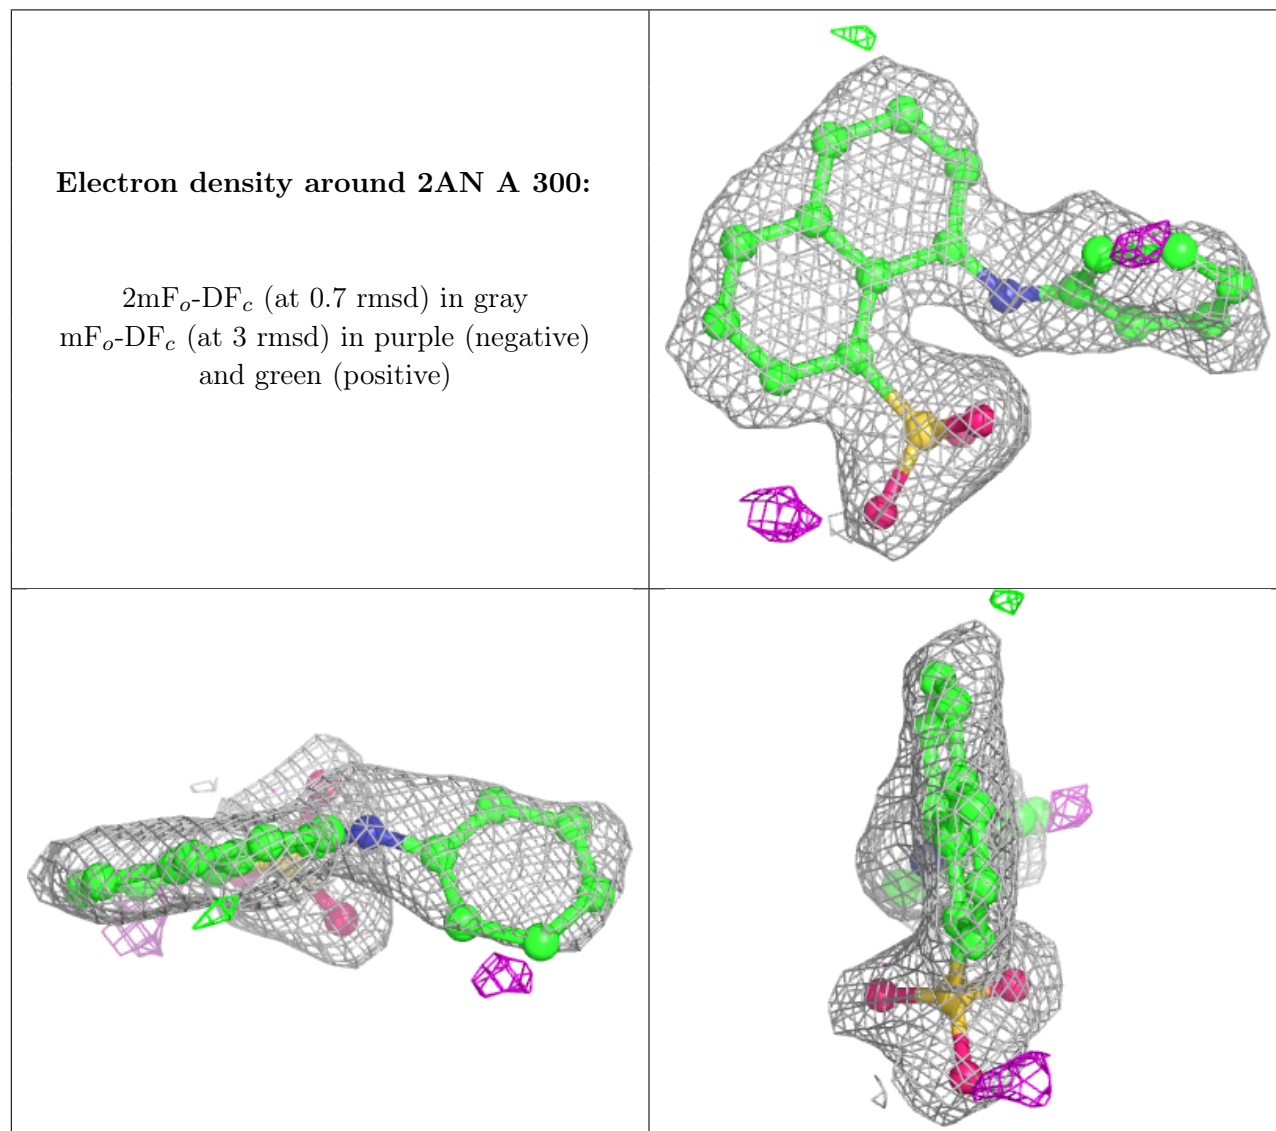 Electron density around 2AN A 300:
2mFₒ-DF𝒸 (at 0.7 rmsd) in gray
mFₒ-DF𝒸 (at 3 rmsd) in purple (negative)
and green (positive)